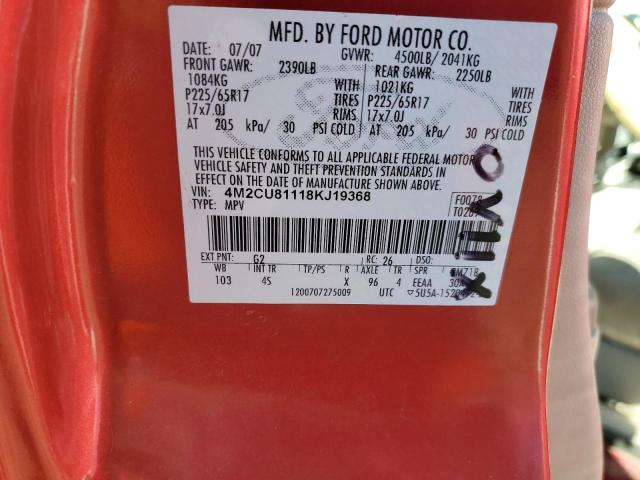 MFD. BY FORD MOTOR CO.
DATE: 07/07 GVWR: 4500LB/ 2041KG
FRONT GAWR: 2390LB REAR GAWR: 2250LB
1084KG WITH 1021KG WITH
P225/65R17 TIRES P225/65R17 TIRES
17x7.0J RIMS 17x7.0J RIMS
AT 205 kPa/ 30 PSI COLD AT 205 kPa/ 30 PSI COLD
Ford
THIS VEHICLE CONFORMS TO ALL APPLICABLE FEDERAL MOTOR
VEHICLE SAFETY AND THEFT PREVENTION STANDARDS IN
EFFECT ON THE DATE OF MANUFACTURE SHOWN ABOVE.
VIN: 4M2CU81118KJ19368 F0078
TYPE: MPV
EXT PNT: G2 RC: 26 DSO:
WB INT TR TP/PS R AXLE TR SPR
103 4S X 96 4 EEAA
1200707275009 UTC